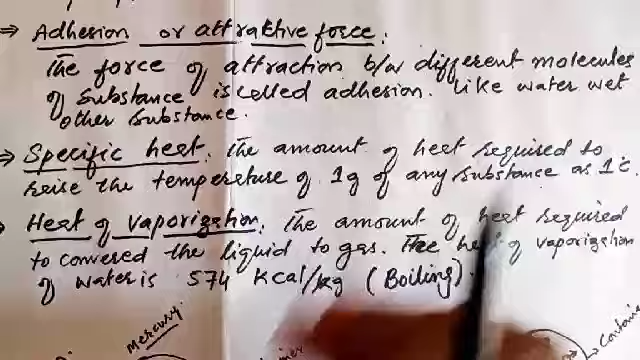 ⇒ Adhesion or attraktive force:
The force of attraction b/w different molecules
of substance is called adhesion. like water wet
other substance.
⇒ Specific heat: The amount of heat required to
reise the temperature of 1g of any substance as 1°c.
⇒ Heat of vaporization: The amount of heat required
to convered the liquid to gas. The heat of vaporization
of water is 574 Kcal/kg (Boiling).
Mercury